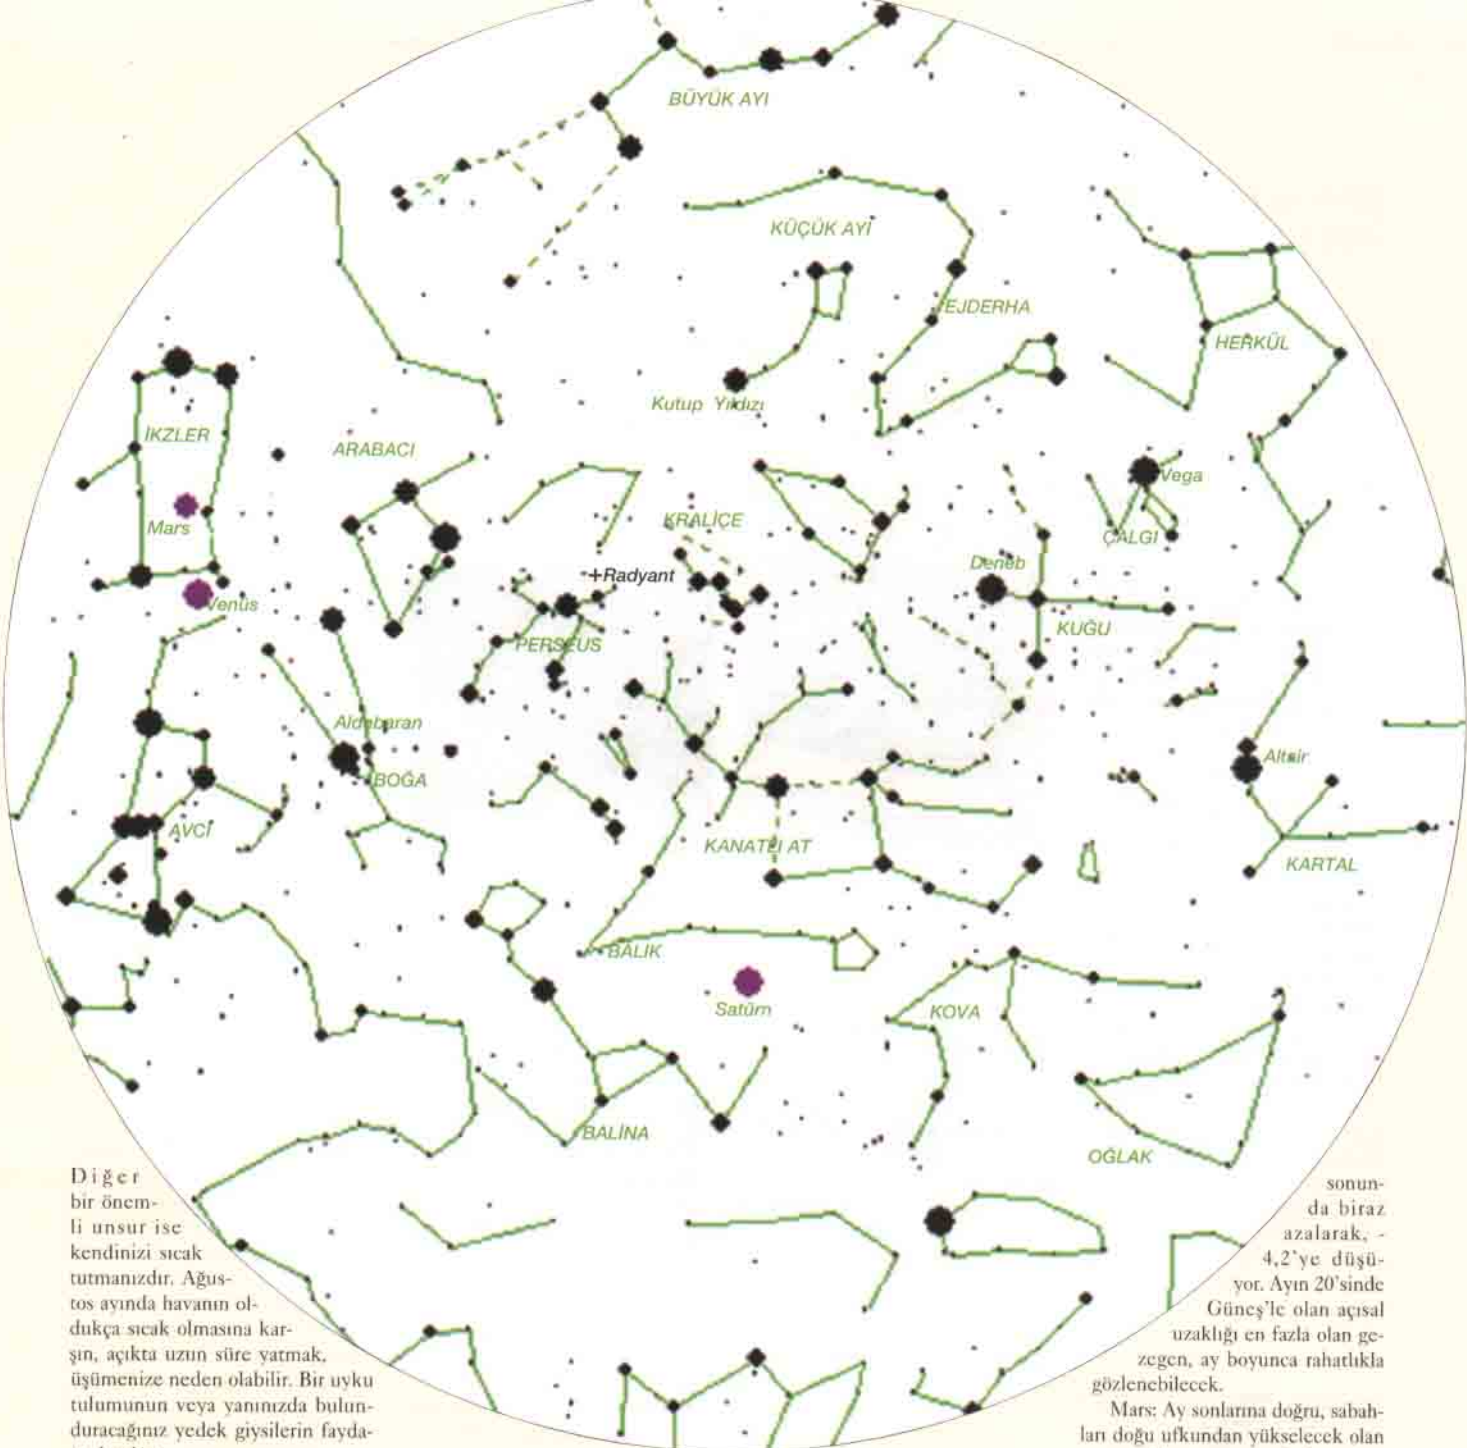 BÜYÜK AYI
KÜÇÜK AYI
EJDERHA
HERKÜL
Kutup Yıldızı
İKZLER
ARABACI
Vega
Mars
KRALİÇE
ÇALGI
Deneb
+Radyant
Venüs
KUĞU
PERSEUS
Aldebaran
Altair
BOĞA
AVCI
KANATLI AT
KARTAL
BALIK
Satürn
KOVA
BALİNA
OĞLAK
Diğer
bir önem-
li unsur ise
kendinizi sıcak
tutmanızdır. Ağus-
tos ayında havanın ol-
dukça sıcak olmasına kar-
şın, açıkta uzun süre yatmak,
üşümenize neden olabilir. Bir uyku
tulumunun veya yanınızda bulun-
duracağınız yedek giysilerin fayda-
sonun-
da biraz
azalarak, -
4,2'ye düşü-
yor. Ayın 20'sinde
Güneş'le olan açısal
uzaklığı en fazla olan ge-
zegen, ay boyunca rahatlıkla
gözlenebilecek.
Mars: Ay sonlarına doğru, sabah-
ları doğu ufkundan yükselecek olan